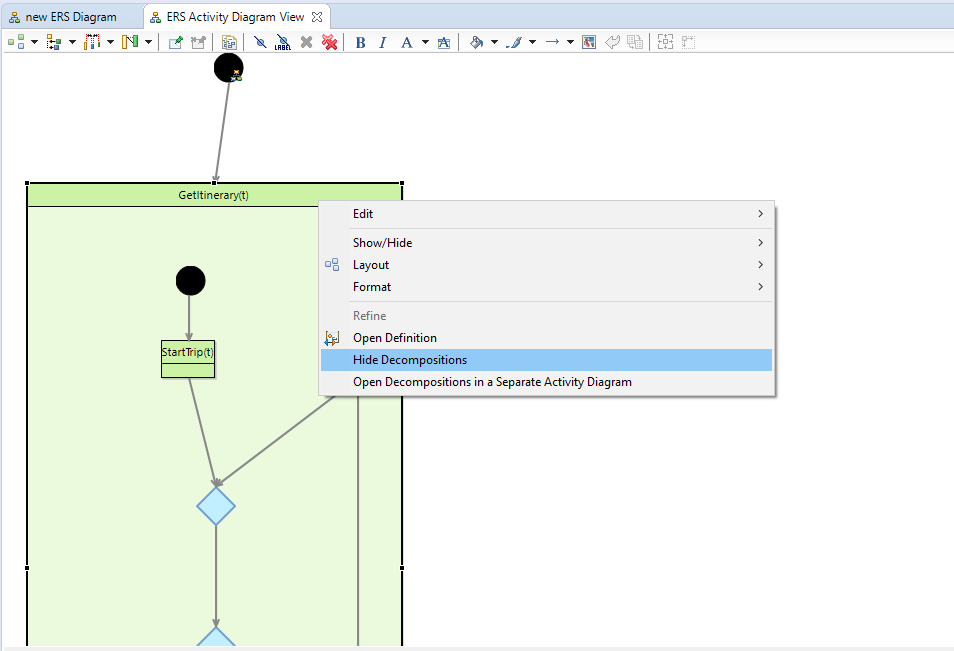 new ERS Diagram
ERS Activity Diagram View
LABEL
B I A A
GetItinerary(t)
Edit
Show/Hide
Layout
Format
Refine
Open Definition
Hide Decompositions
Open Decompositions in a Separate Activity Diagram
StartTrip(t)